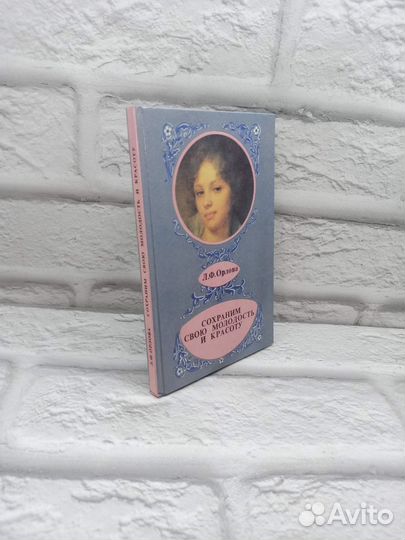 Л.Ф. ОРЛОВА СОХРАНИМ СВОЮ МОЛОДОСТЬ И КРАСОТУ
Л.Ф.Орлова
СОХРАНИМ
СВОЮ МОЛОДОСТЬ
И КРАСОТУ
Avito